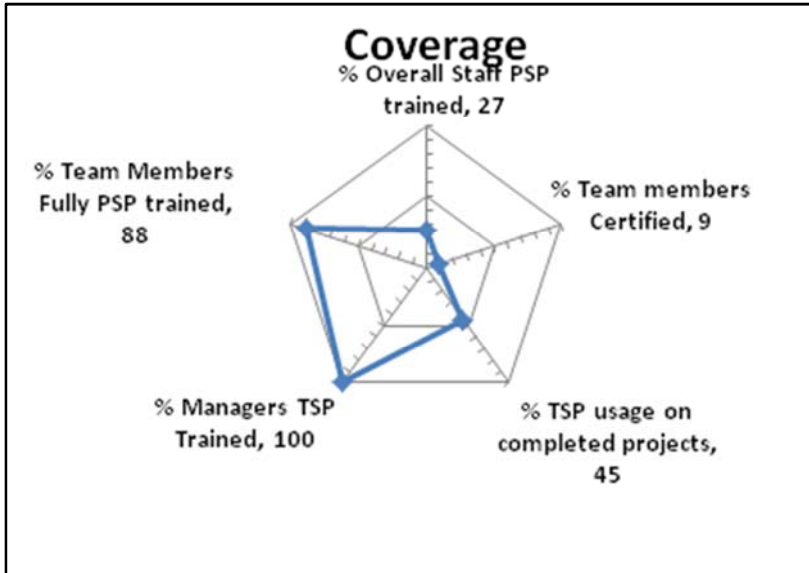 Coverage
% Overall Staff PSP
trained, 27
% Team members
Certified, 9
% TSP usage on
completed projects,
45
% Managers TSP
Trained, 100
% Team Members
Fully PSP trained,
88